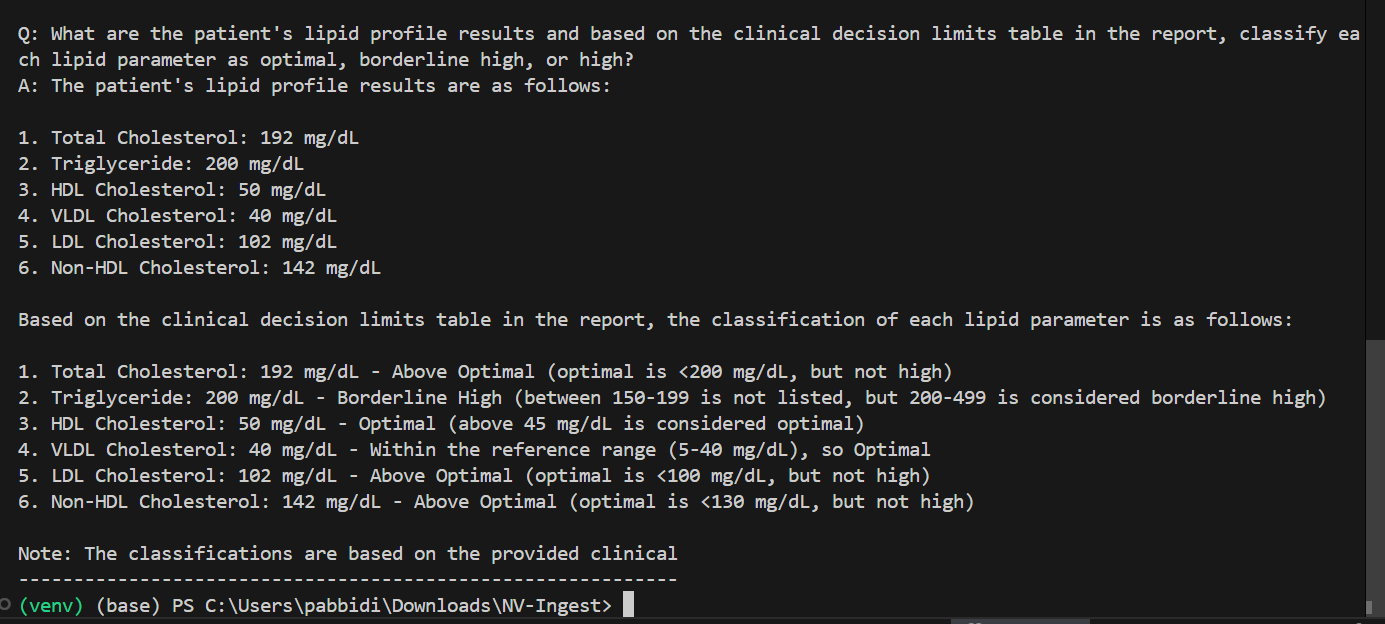 Q: What are the patient's lipid profile results and based on the clinical decision limits table in the report, classify ea
ch lipid parameter as optimal, borderline high, or high?
A: The patient's lipid profile results are as follows:
1. Total Cholesterol: 192 mg/dL
2. Triglyceride: 200 mg/dL
3. HDL Cholesterol: 50 mg/dL
4. VLDL Cholesterol: 40 mg/dL
5. LDL Cholesterol: 102 mg/dL
6. Non-HDL Cholesterol: 142 mg/dL
Based on the clinical decision limits table in the report, the classification of each lipid parameter is as follows:
1. Total Cholesterol: 192 mg/dL - Above Optimal (optimal is <200 mg/dL, but not high)
2. Triglyceride: 200 mg/dL - Borderline High (between 150-199 is not listed, but 200-499 is considered borderline high)
3. HDL Cholesterol: 50 mg/dL - Optimal (above 45 mg/dL is considered optimal)
4. VLDL Cholesterol: 40 mg/dL - Within the reference range (5-40 mg/dL), so Optimal
5. LDL Cholesterol: 102 mg/dL - Above Optimal (optimal is <100 mg/dL, but not high)
6. Non-HDL Cholesterol: 142 mg/dL - Above Optimal (optimal is <130 mg/dL, but not high)
Note: The classifications are based on the provided clinical
------------------------------------------------------------
(venv) (base) PS C:\Users\pabbidi\Downloads\NV-Ingest>